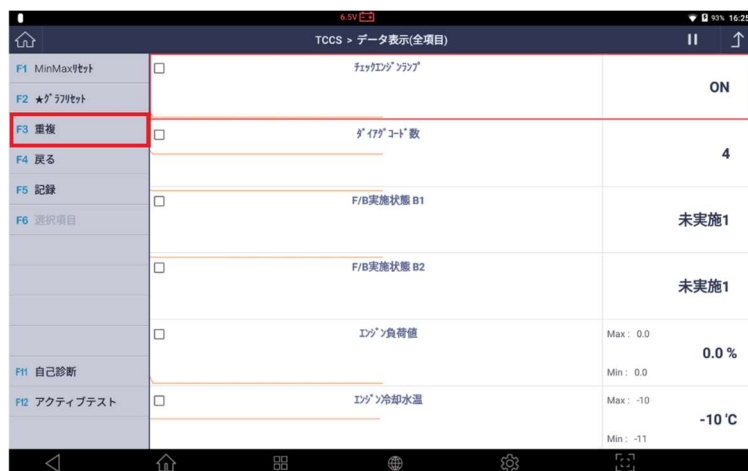 6.5V
93% 16:25
TCCS > データ表示(全項目)
F1 MinMaxﾘｾｯﾄ
F2 ★ｸﾞﾗﾌﾘｾｯﾄ
F3 重複
F4 戻る
F5 記録
F6 選択項目
F11 自己診断
F12 アクティブテスト
ﾁｪｯｸｴﾝｼﾞﾝﾗﾝﾌﾟ
ON
ﾀﾞｲｱｸﾞｺｰﾄﾞ数
4
F/B実施状態 B1
未実施1
F/B実施状態 B2
未実施1
ｴﾝｼﾞﾝ負荷値
Max : 0.0
0.0 %
Min : 0.0
ｴﾝｼﾞﾝ冷却水温
Max : -10
-10 'C
Min : -11